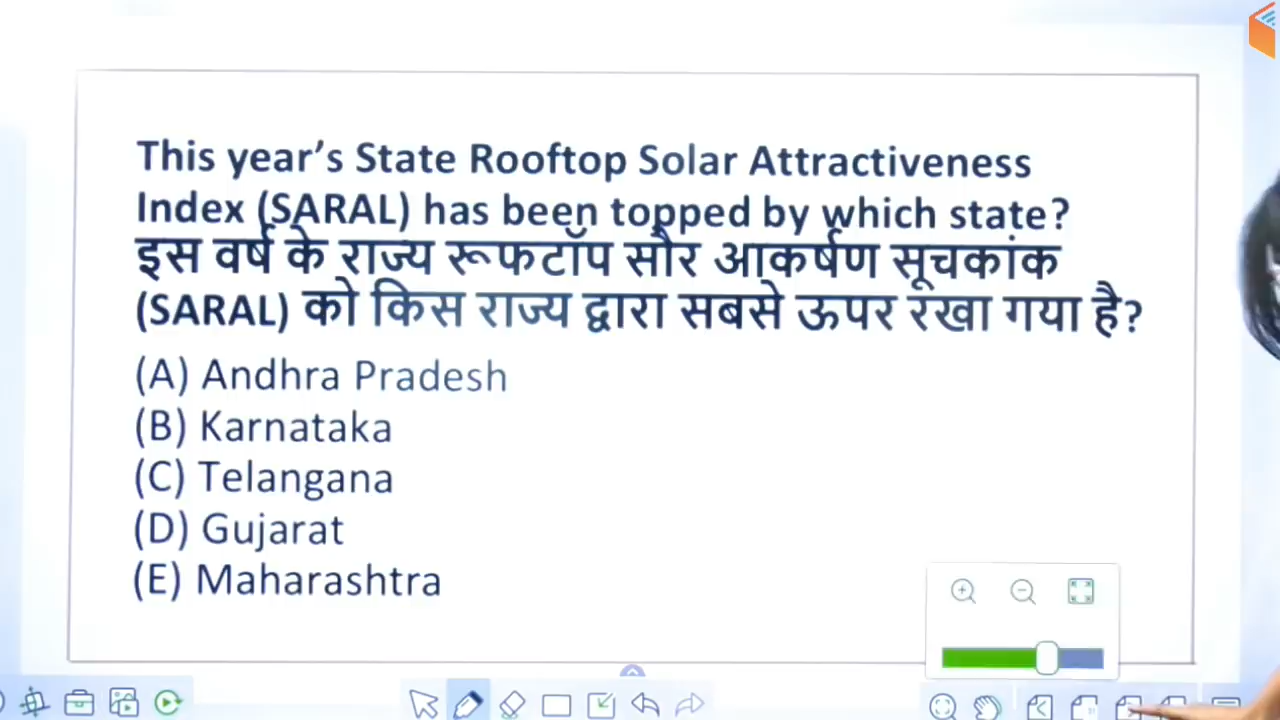 This year's State Rooftop Solar Attractiveness
Index (SARAL) has been topped by which state?
इस वर्ष के राज्य रूफटॉप सौर आकर्षण सूचकांक
(SARAL) को किस राज्य द्वारा सबसे ऊपर रखा गया है?
(A) Andhra Pradesh
(B) Karnataka
(C) Telangana
(D) Gujarat
(E) Maharashtra